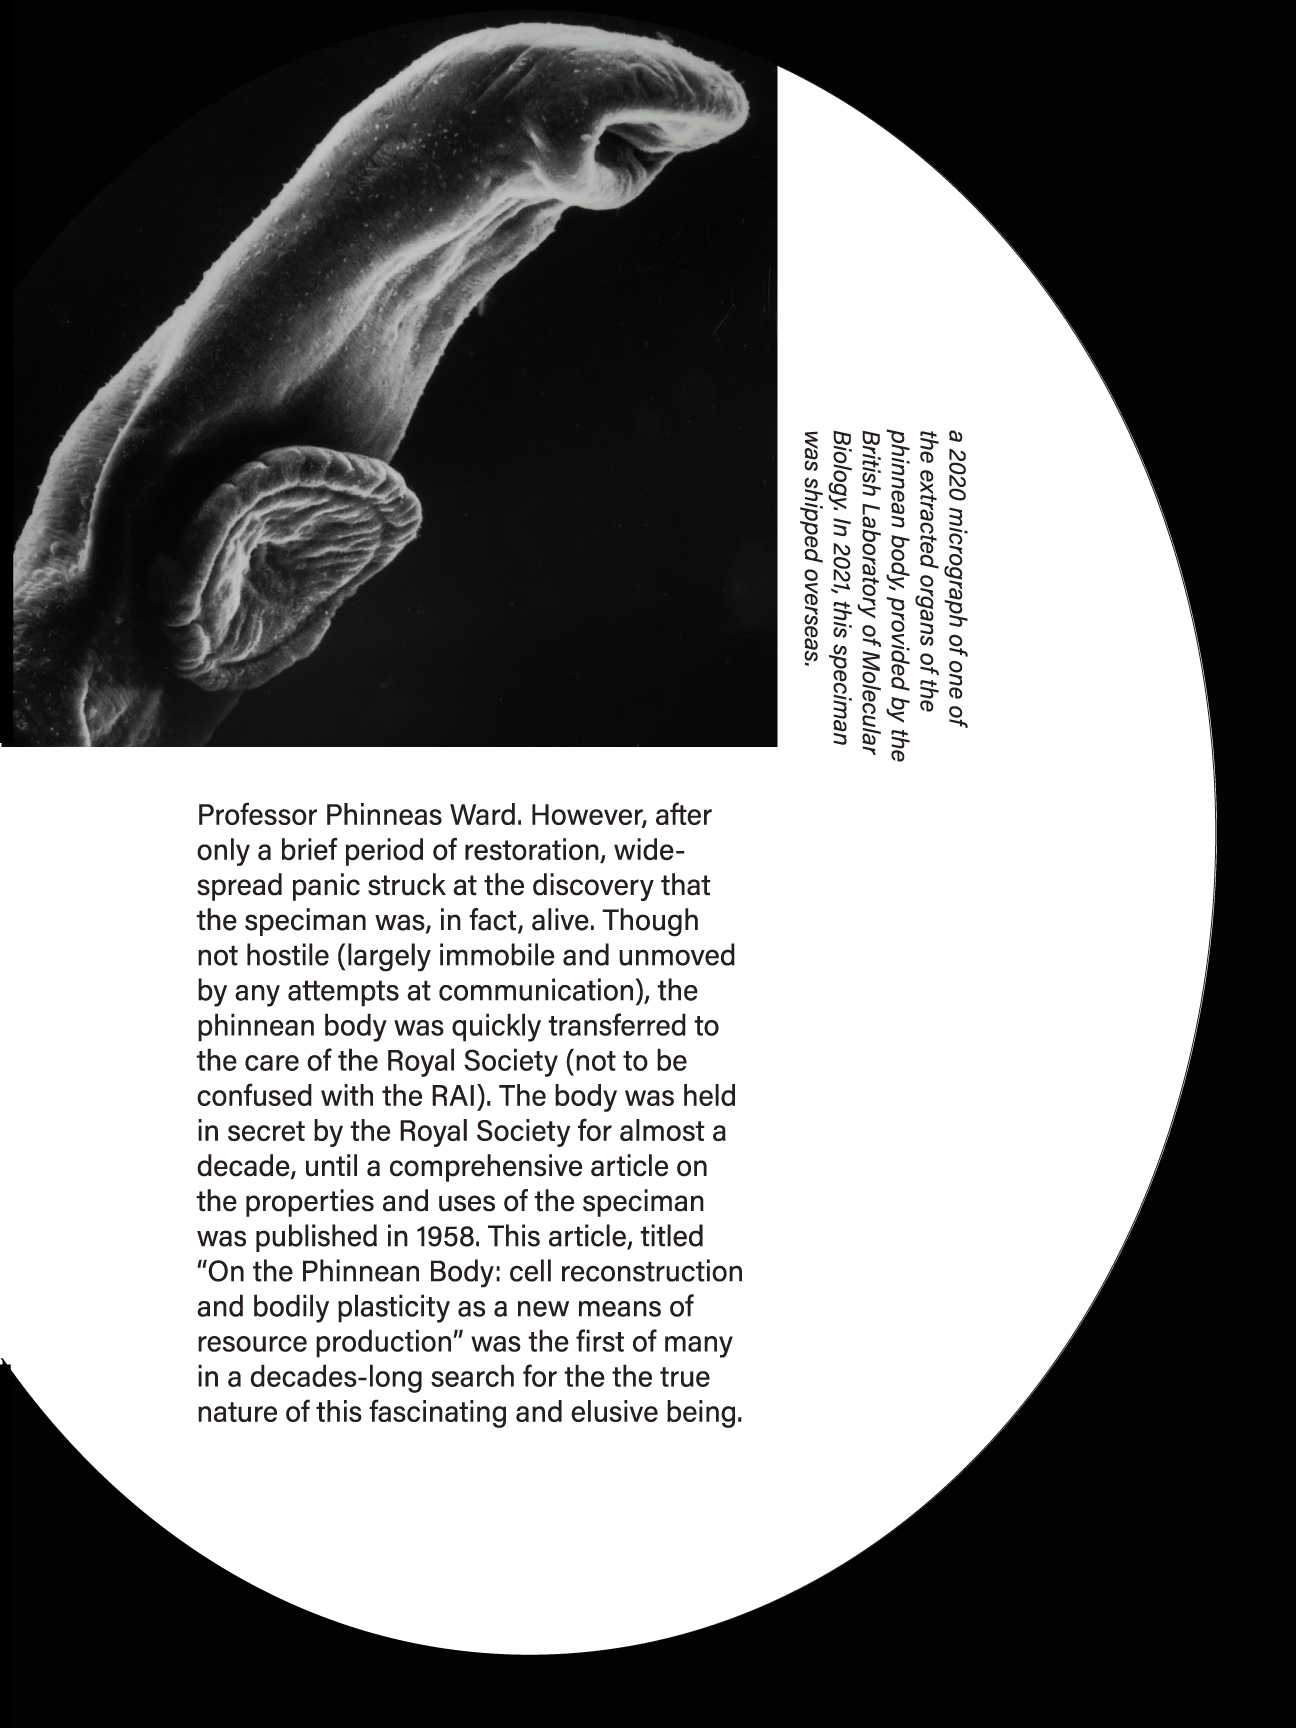 a 2020 micrograph of one of
the extracted organs of the
phinnean body, provided by the
British Laboratory of Molecular
Biology. In 2021, this speciman
was shipped overseas.
Professor Phinneas Ward. However, after
only a brief period of restoration, wide-
spread panic struck at the discovery that
the speciman was, in fact, alive. Though
not hostile (largely immobile and unmoved
by any attempts at communication), the
phinnean body was quickly transferred to
the care of the Royal Society (not to be
confused with the RAI). The body was held
in secret by the Royal Society for almost a
decade, until a comprehensive article on
the properties and uses of the speciman
was published in 1958. This article, titled
“On the Phinnean Body: cell reconstruction
and bodily plasticity as a new means of
resource production” was the first of many
in a decades-long search for the the true
nature of this fascinating and elusive being.